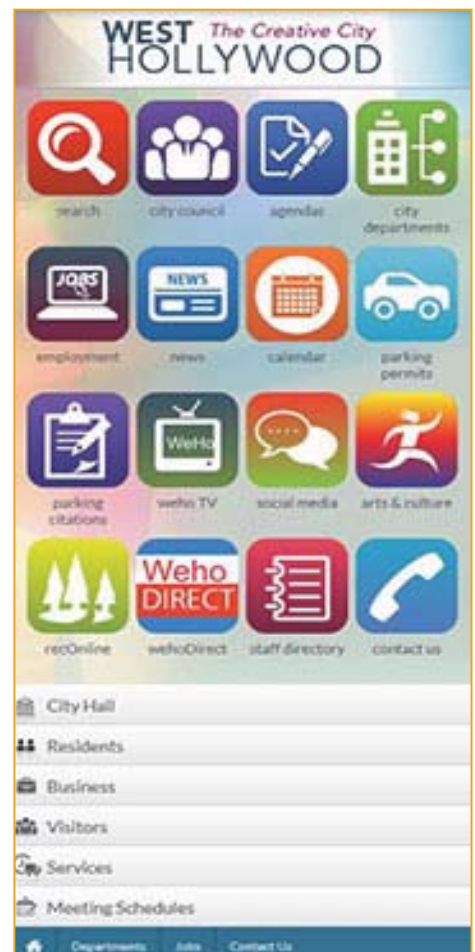 WEST The Creative City
HOLLYWOOD
search city council agendas city
departments
JOBS NEWS
employment news calendar parking
permits
WeHo
parking weho TV social media arts & culture
citations
Weho
DIRECT
recOnline wehoDirect staff directory contact us
City Hall
Residents
Business
Visitors
Services
Meeting Schedules
Departments Jobs Contact Us